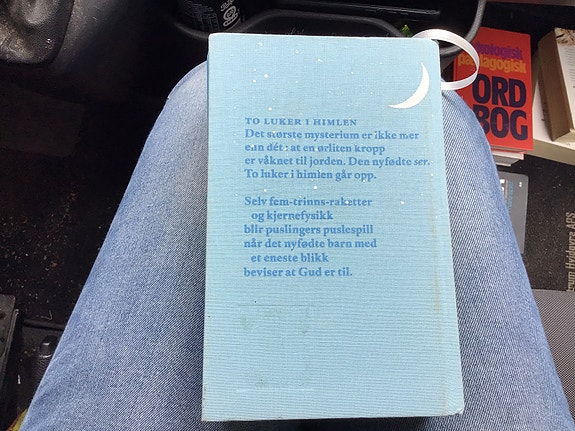 TO LUKER I HIMLEN
Det største mysterium er ikke mer
enn dét: at en ørliten kropp
er våknet til jorden. Den nyfødte ser.
To luker i himlen går opp.
Selv fem-trinns-raketter
og kjernefysikk
blir puslingers puslespill
når det nyfødte barn med
et eneste blikk
beviser at Gud er til.
kologisk
pædagogisk
ORD
BOG